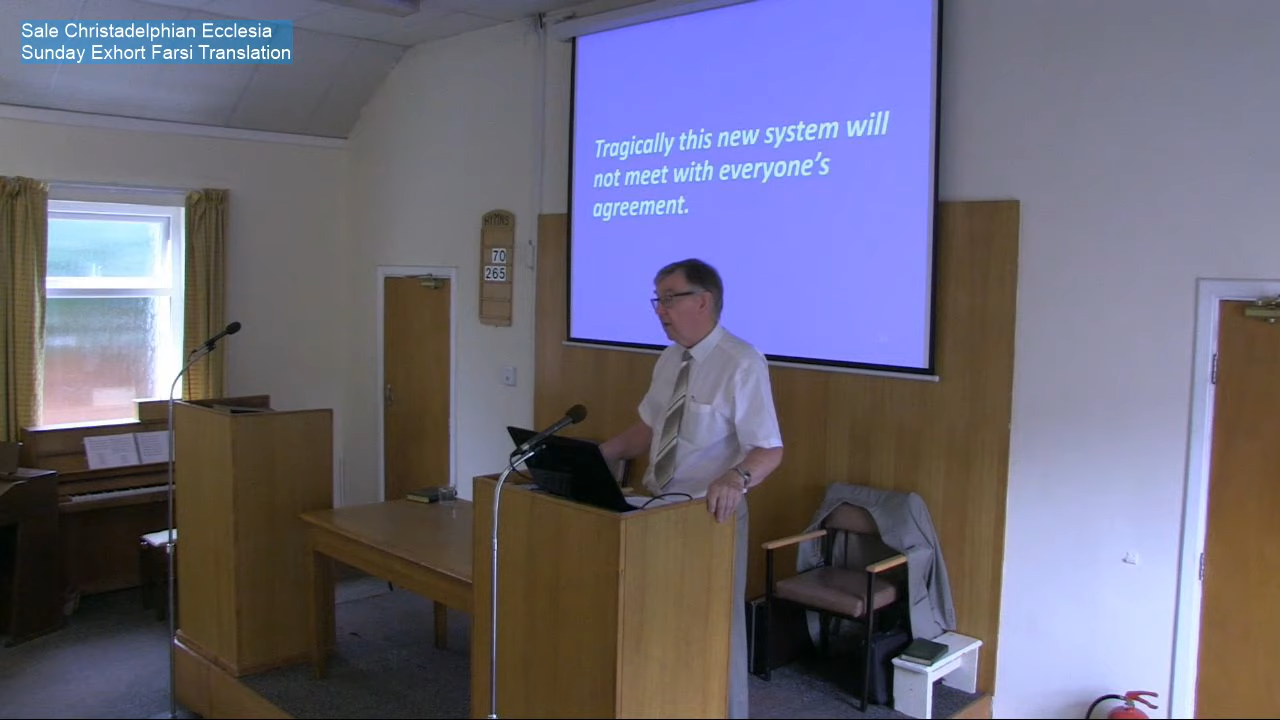 Sale Christadelphian Ecclesia
Sunday Exhort Farsi Translation
Tragically this new system will
not meet with everyone's
agreement.
HYMNS
70
265